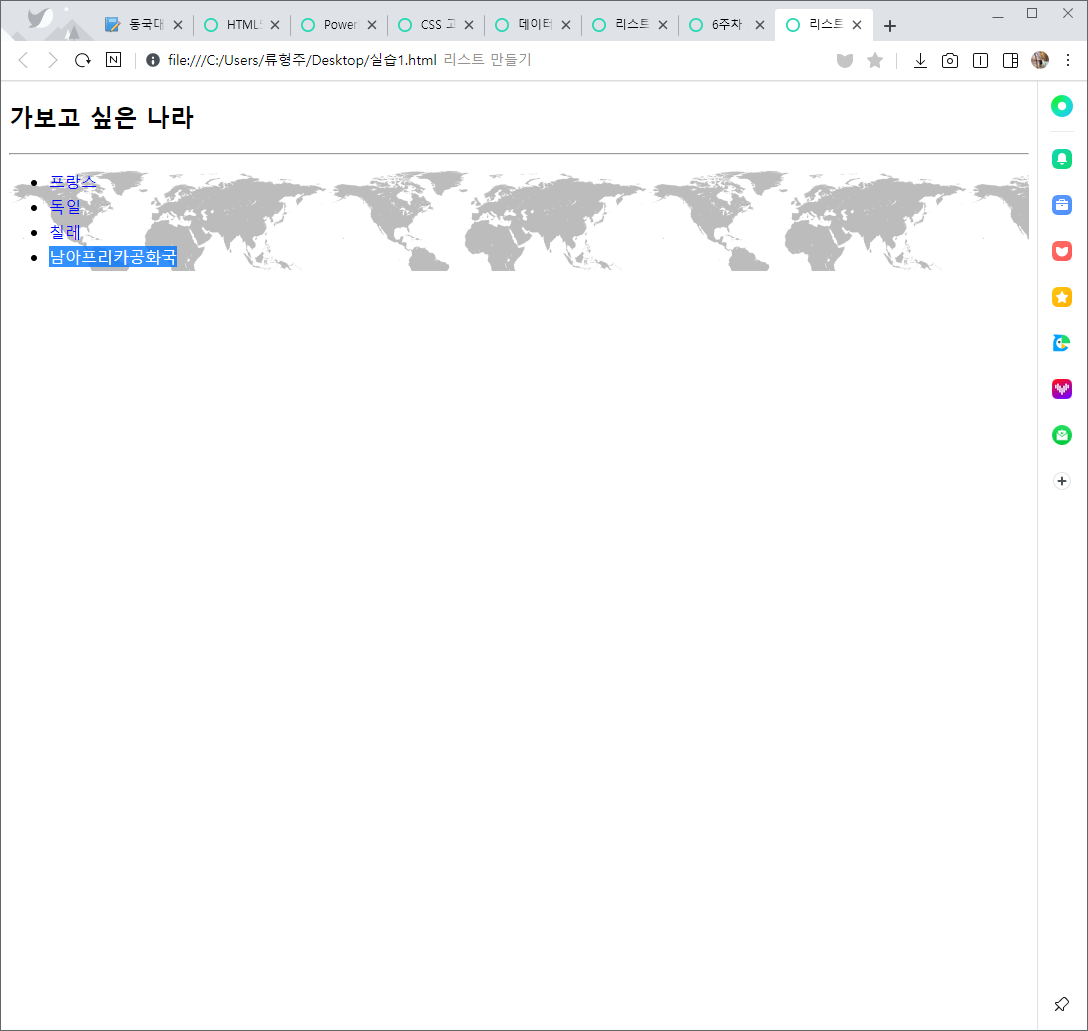 동국대
HTML5
Power
CSS 고
데이터
리스트
6주차
리스트
N
file:///C:/Users/류형주/Desktop/실습1.html 리스트 만들기
가보고 싶은 나라
프랑스
독일
칠레
남아프리카공화국